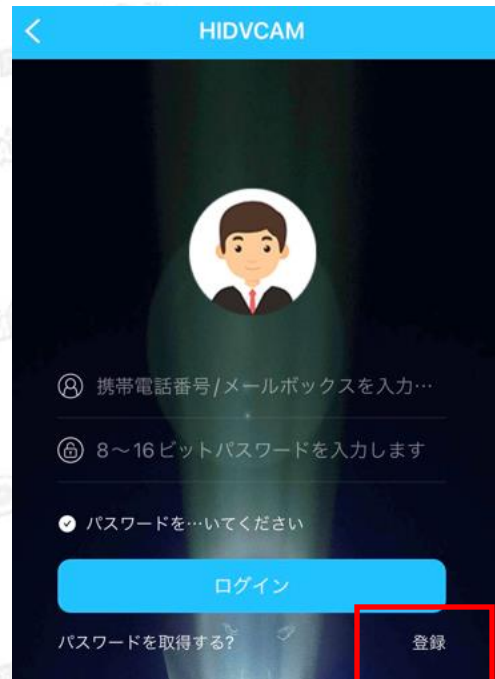 HIDVCAM
携帯電話番号/メールボックスを入力…
8～16ビットパスワードを入力します
パスワードを…いてください
ログイン
パスワードを取得する?
登録